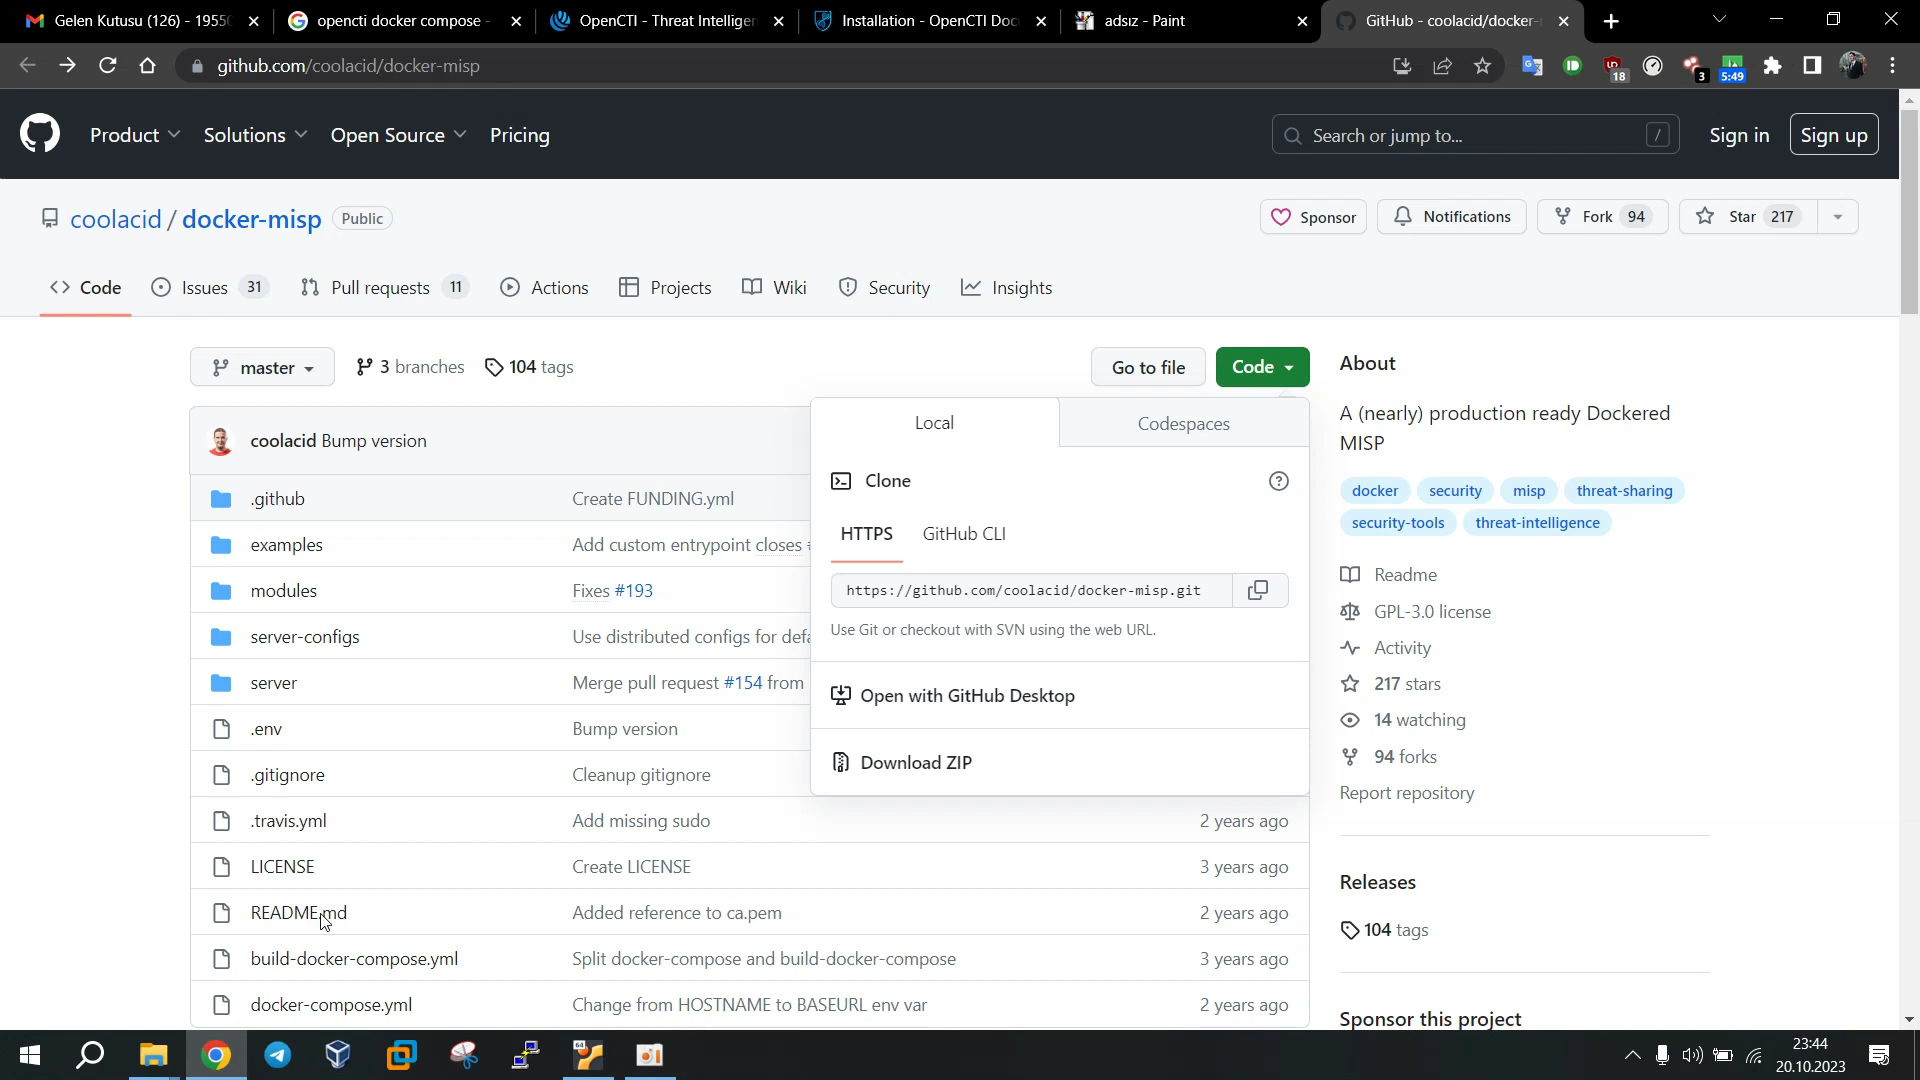 Gelen Kutusu (126) - 1955
opencti docker compose -
OpenCTI - Threat Intelligen
Installation - OpenCTI Doc
adsız - Paint
GitHub - coolacid/docker-
github.com/coolacid/docker-misp
18
3
5:49
Product
Solutions
Open Source
Pricing
Search or jump to...
/
Sign in
Sign up
coolacid / docker-misp
Public
Sponsor
Notifications
Fork 94
Star 217
Code
Issues 31
Pull requests 11
Actions
Projects
Wiki
Security
Insights
master
3 branches
104 tags
Go to file
Code
About
A (nearly) production ready Dockered
MISP
docker security misp threat-sharing
security-tools threat-intelligence
Readme
GPL-3.0 license
Activity
217 stars
14 watching
94 forks
Report repository
Releases
104 tags
Sponsor this project
coolacid Bump version
.github Create FUNDING.yml
examples Add custom entrypoint closes
modules Fixes #193
server-configs Use distributed configs for defa
server Merge pull request #154 from
.env Bump version
.gitignore Cleanup gitignore
.travis.yml Add missing sudo 2 years ago
LICENSE Create LICENSE 3 years ago
README.md Added reference to ca.pem 2 years ago
build-docker-compose.yml Split docker-compose and build-docker-compose 3 years ago
docker-compose.yml Change from HOSTNAME to BASEURL env var 2 years ago
Local
Codespaces
Clone
HTTPS
GitHub CLI
https://github.com/coolacid/docker-misp.git
Use Git or checkout with SVN using the web URL.
Open with GitHub Desktop
Download ZIP
64
23:44
20.10.2023